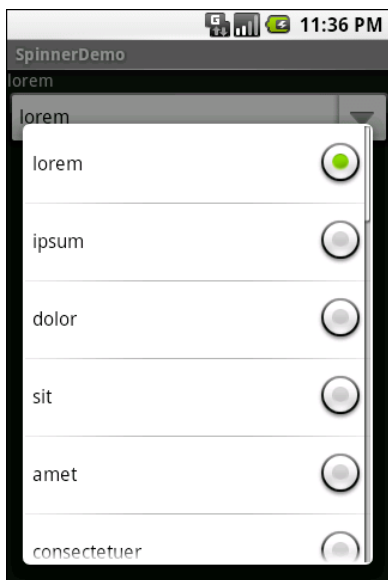 11:36 PM
SpinnerDemo
lorem
lorem
lorem
ipsum
dolor
sit
amet
consectetuer